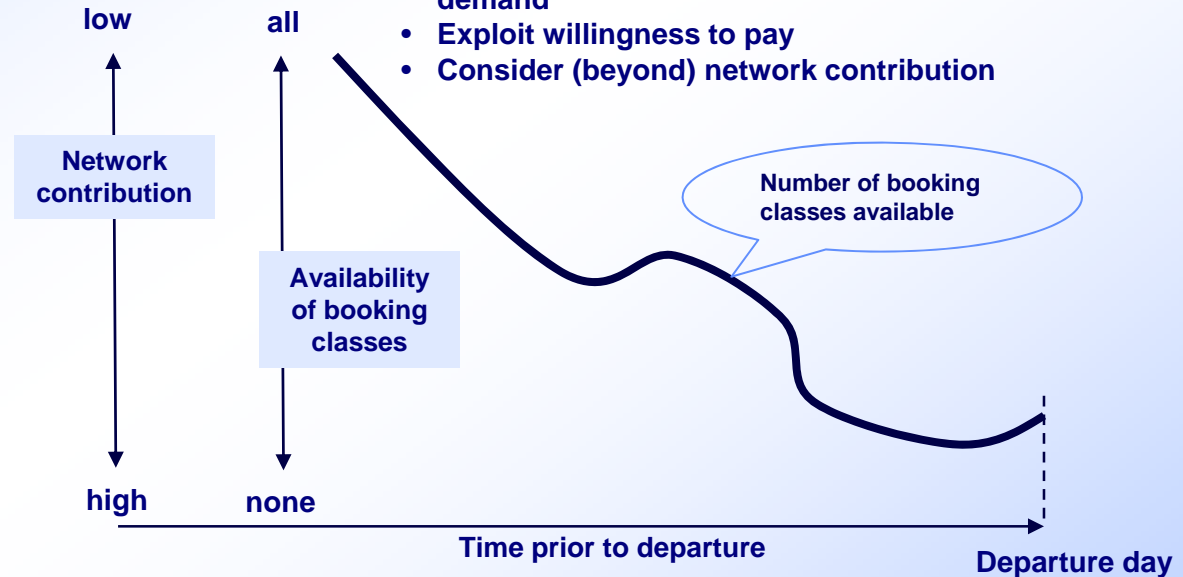 demand
low
all
• Exploit willingness to pay
• Consider (beyond) network contribution
Network
contribution
Number of booking
classes available
Availability
of booking
classes
high
none
Time prior to departure
Departure day